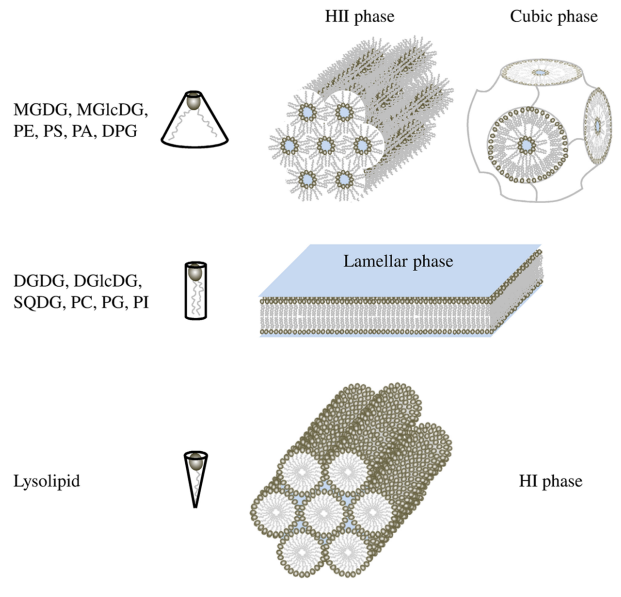 HII phase
Cubic phase
MGDG, MGlcDG,
PE, PS, PA, DPG
Lamellar phase
DGDG, DGlcDG,
SQDG, PC, PG, PI
Lysolipid
HI phase